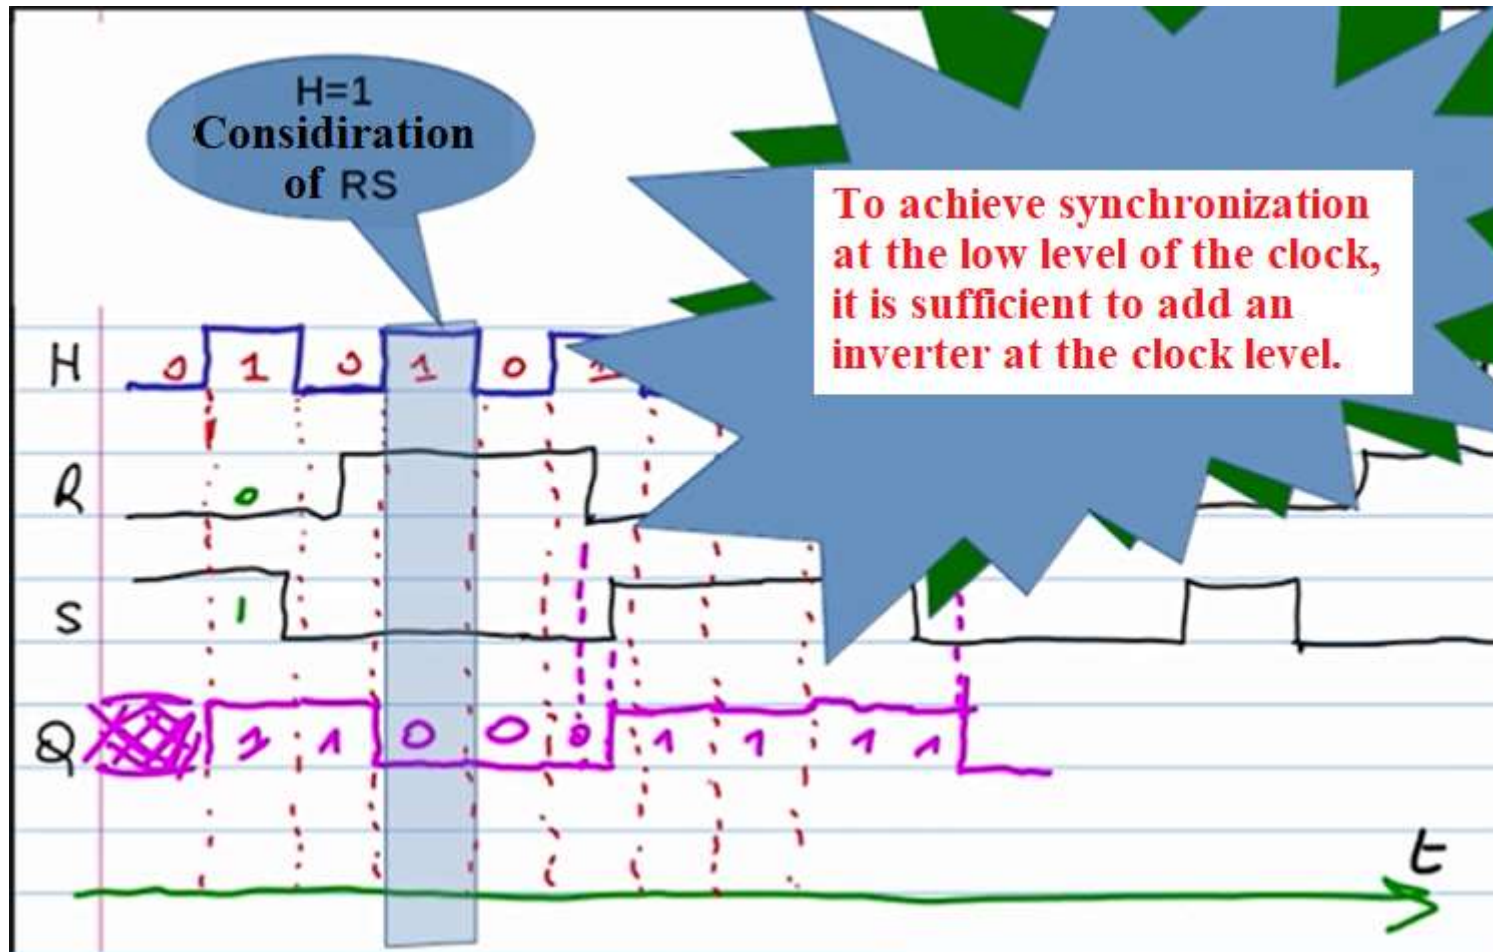 H=1
Considiration
of RS
To achieve synchronization
at the low level of the clock,
it is sufficient to add an
inverter at the clock level.
H 0 1 0 1 0 1
R 0
S 1
Q 1 1 0 0 0 1 1 1 1
t